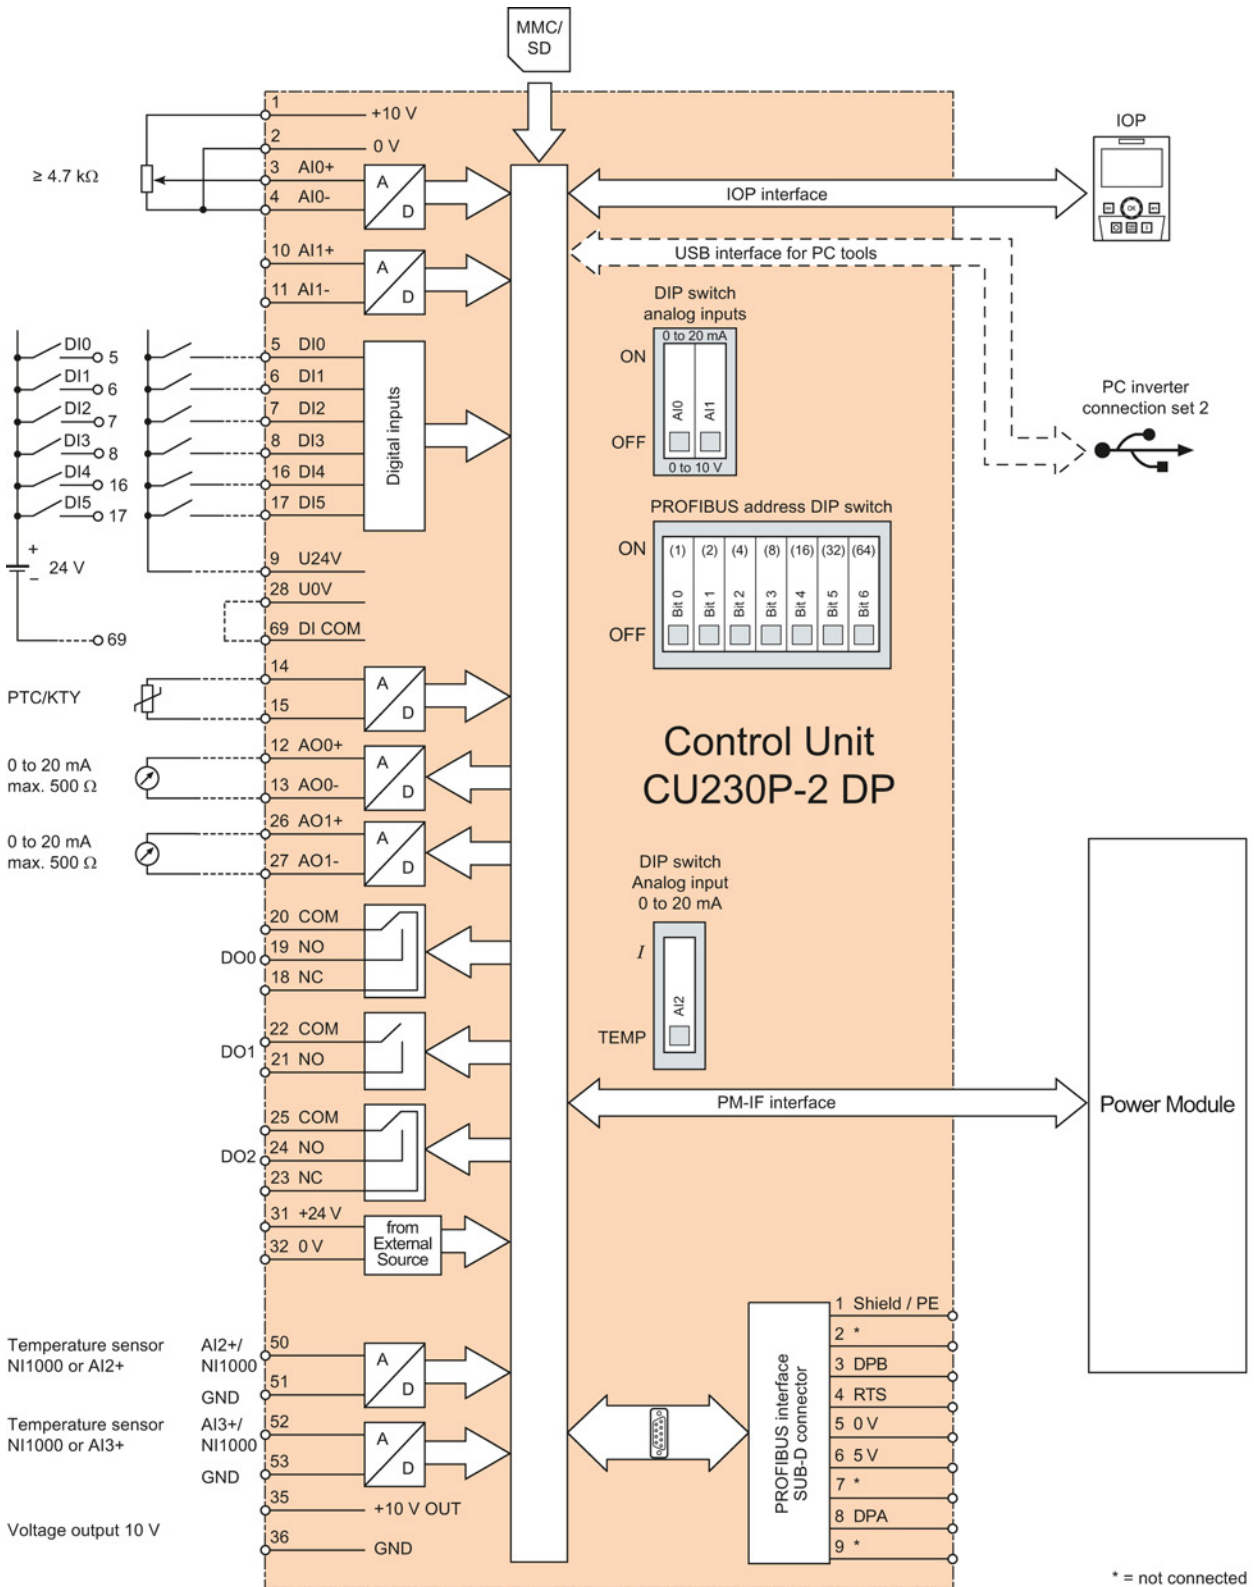 MMC/
SD
1
+10 V
2
0 V
≥ 4.7 kΩ
3 AI0+
4 AI0-
A
D
10 AI1+
11 AI1-
A
D
IOP
IOP interface
USB interface for PC tools
DIP switch
analog inputs
0 to 20 mA
ON
OFF
AI0
AI1
0 to 10 V
PC inverter
connection set 2
DI0
5
DI1
6
DI2
7
DI3
8
DI4
16
DI5
17
+
24 V
–
69
5 DI0
6 DI1
7 DI2
8 DI3
16 DI4
17 DI5
Digital inputs
9 U24V
28 U0V
69 DI COM
PROFIBUS address DIP switch
ON
OFF
(1) (2) (4) (8) (16) (32) (64)
Bit 0
Bit 1
Bit 2
Bit 3
Bit 4
Bit 5
Bit 6
PTC/KTY
14
15
A
D
Control Unit
CU230P-2 DP
0 to 20 mA
max. 500 Ω
12 AO0+
13 AO0-
A
D
0 to 20 mA
max. 500 Ω
26 AO1+
27 AO1-
A
D
DIP switch
Analog input
0 to 20 mA
I
AI2
TEMP
DO0
20 COM
19 NO
18 NC
DO1
22 COM
21 NO
DO2
25 COM
24 NO
23 NC
PM-IF interface
Power Module
31 +24 V
32 0 V
from
External
Source
Temperature sensor
NI1000 or AI2+
AI2+/
NI1000
GND
50
51
A
D
Temperature sensor
NI1000 or AI3+
AI3+/
NI1000
GND
52
53
A
D
Voltage output 10 V
35
+10 V OUT
36
GND
PROFIBUS interface
SUB-D connector
1 Shield / PE
2 *
3 DPB
4 RTS
5 0 V
6 5 V
7 *
8 DPA
9 *
* = not connected